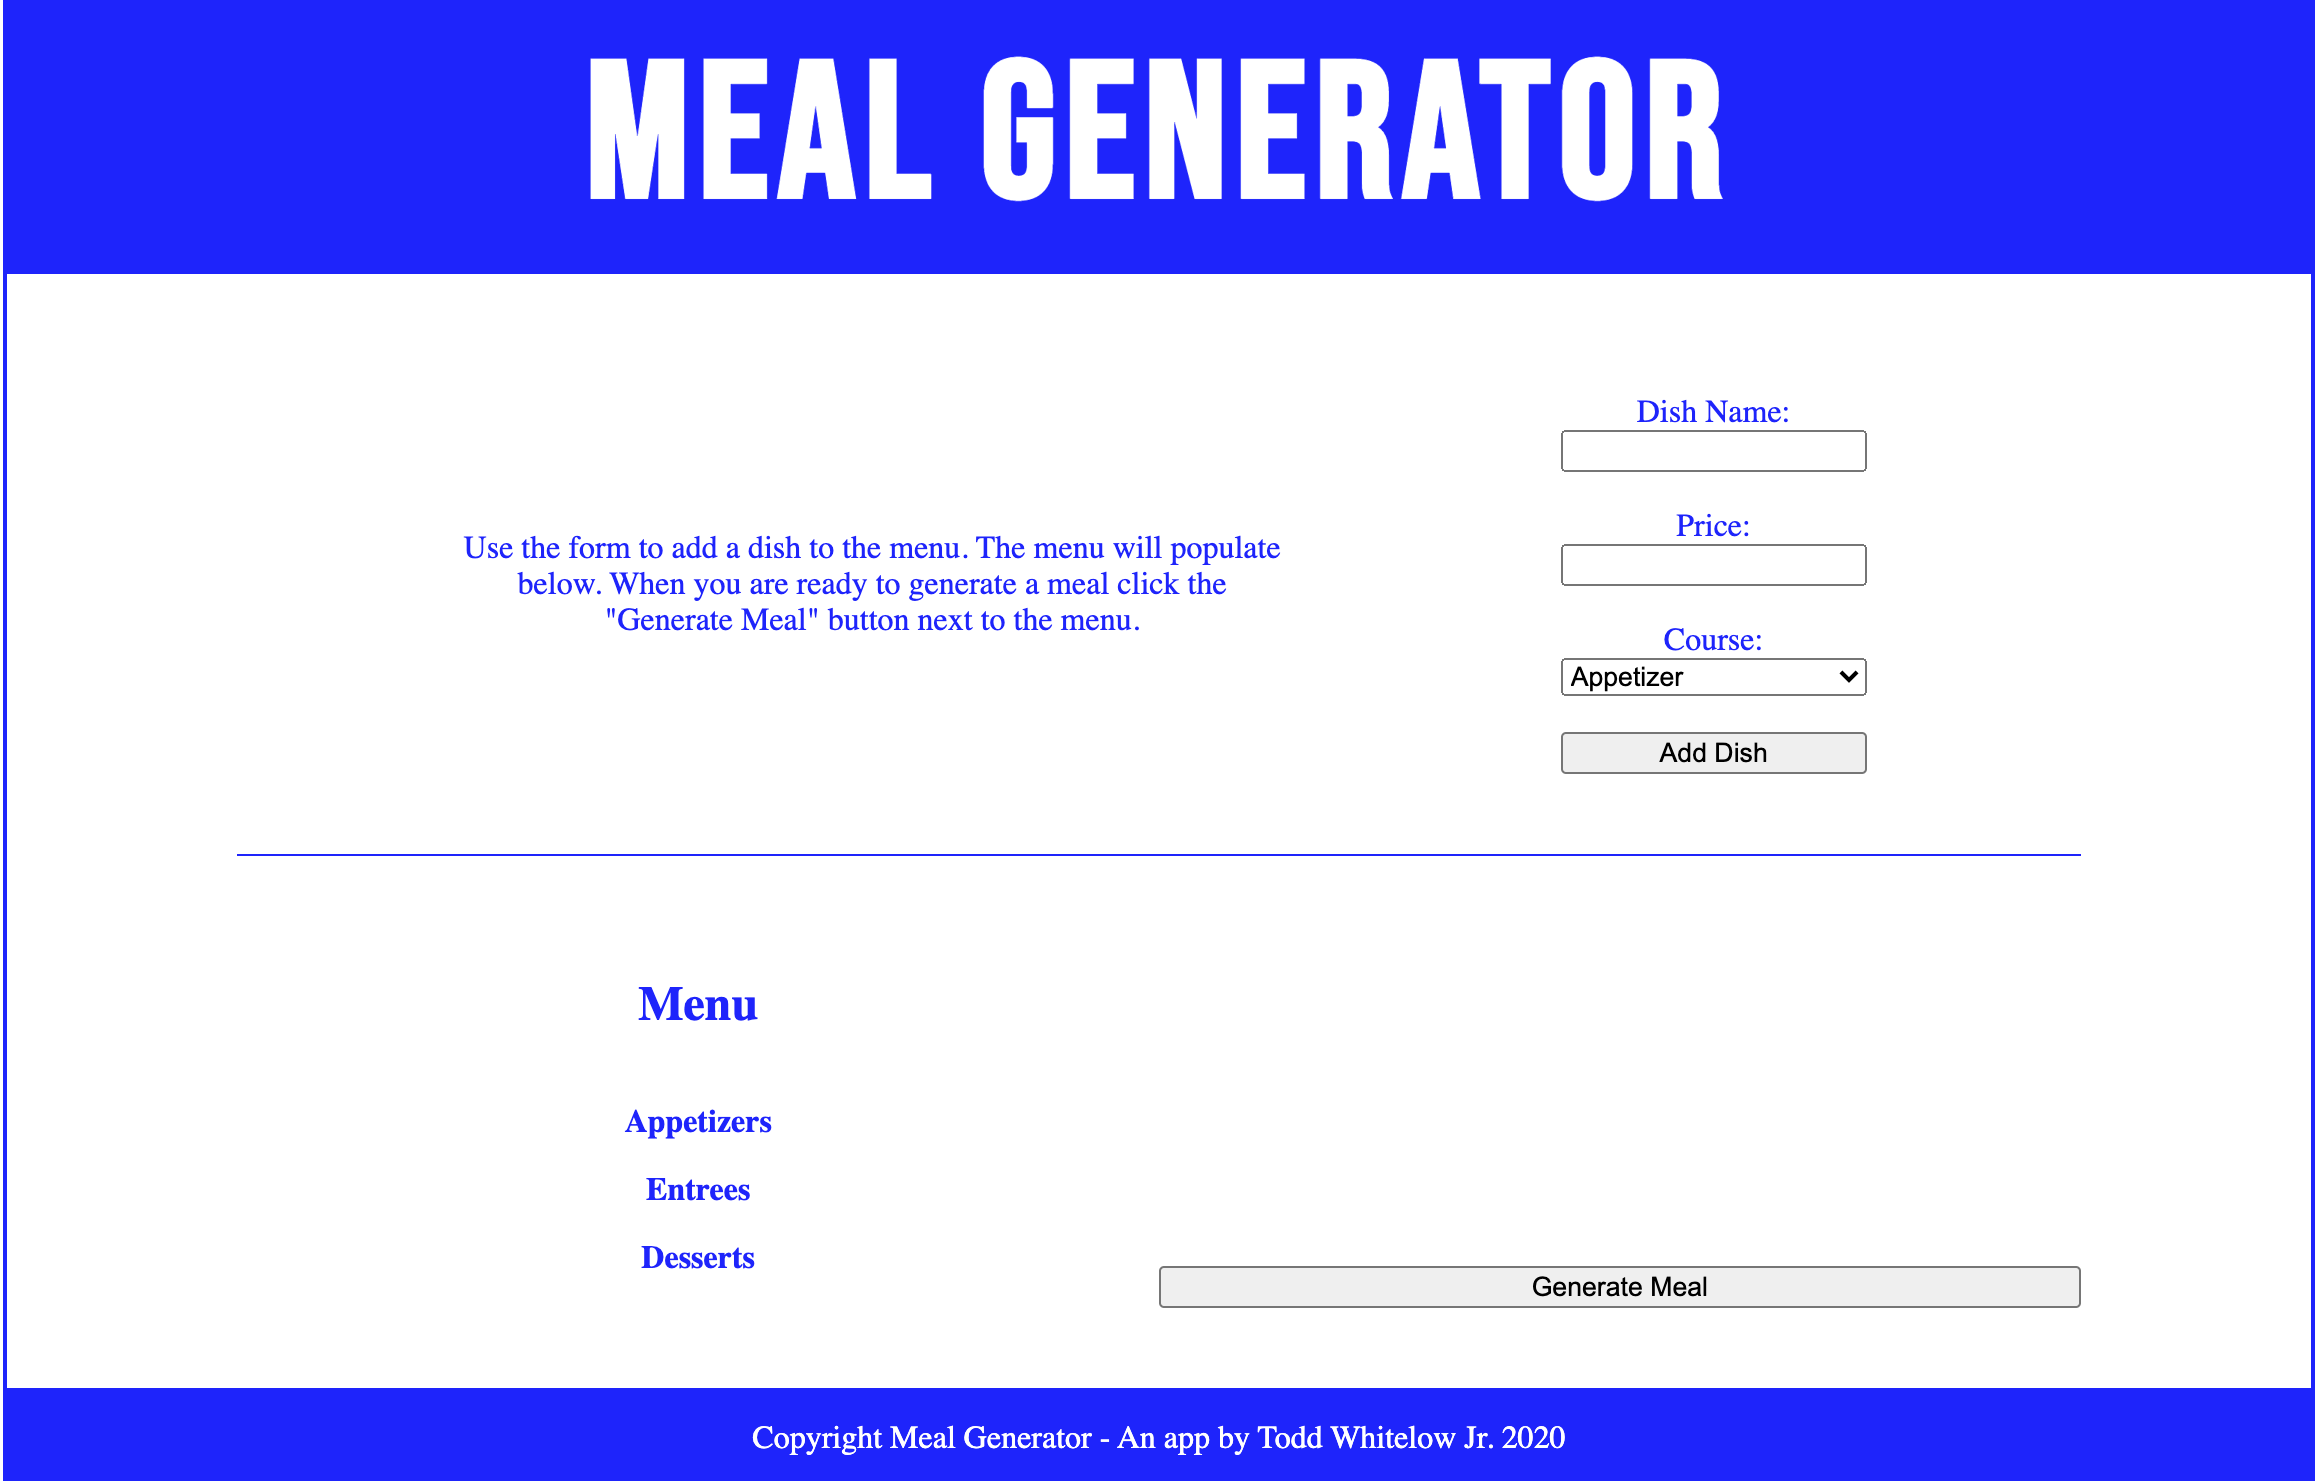 MEAL GENERATOR
Use the form to add a dish to the menu. The menu will populate
below. When you are ready to generate a meal click the
"Generate Meal" button next to the menu.
Dish Name:
Price:
Course:
Appetizer
Add Dish
Menu
Appetizers
Entrees
Desserts
Generate Meal
Copyright Meal Generator - An app by Todd Whitelow Jr. 2020